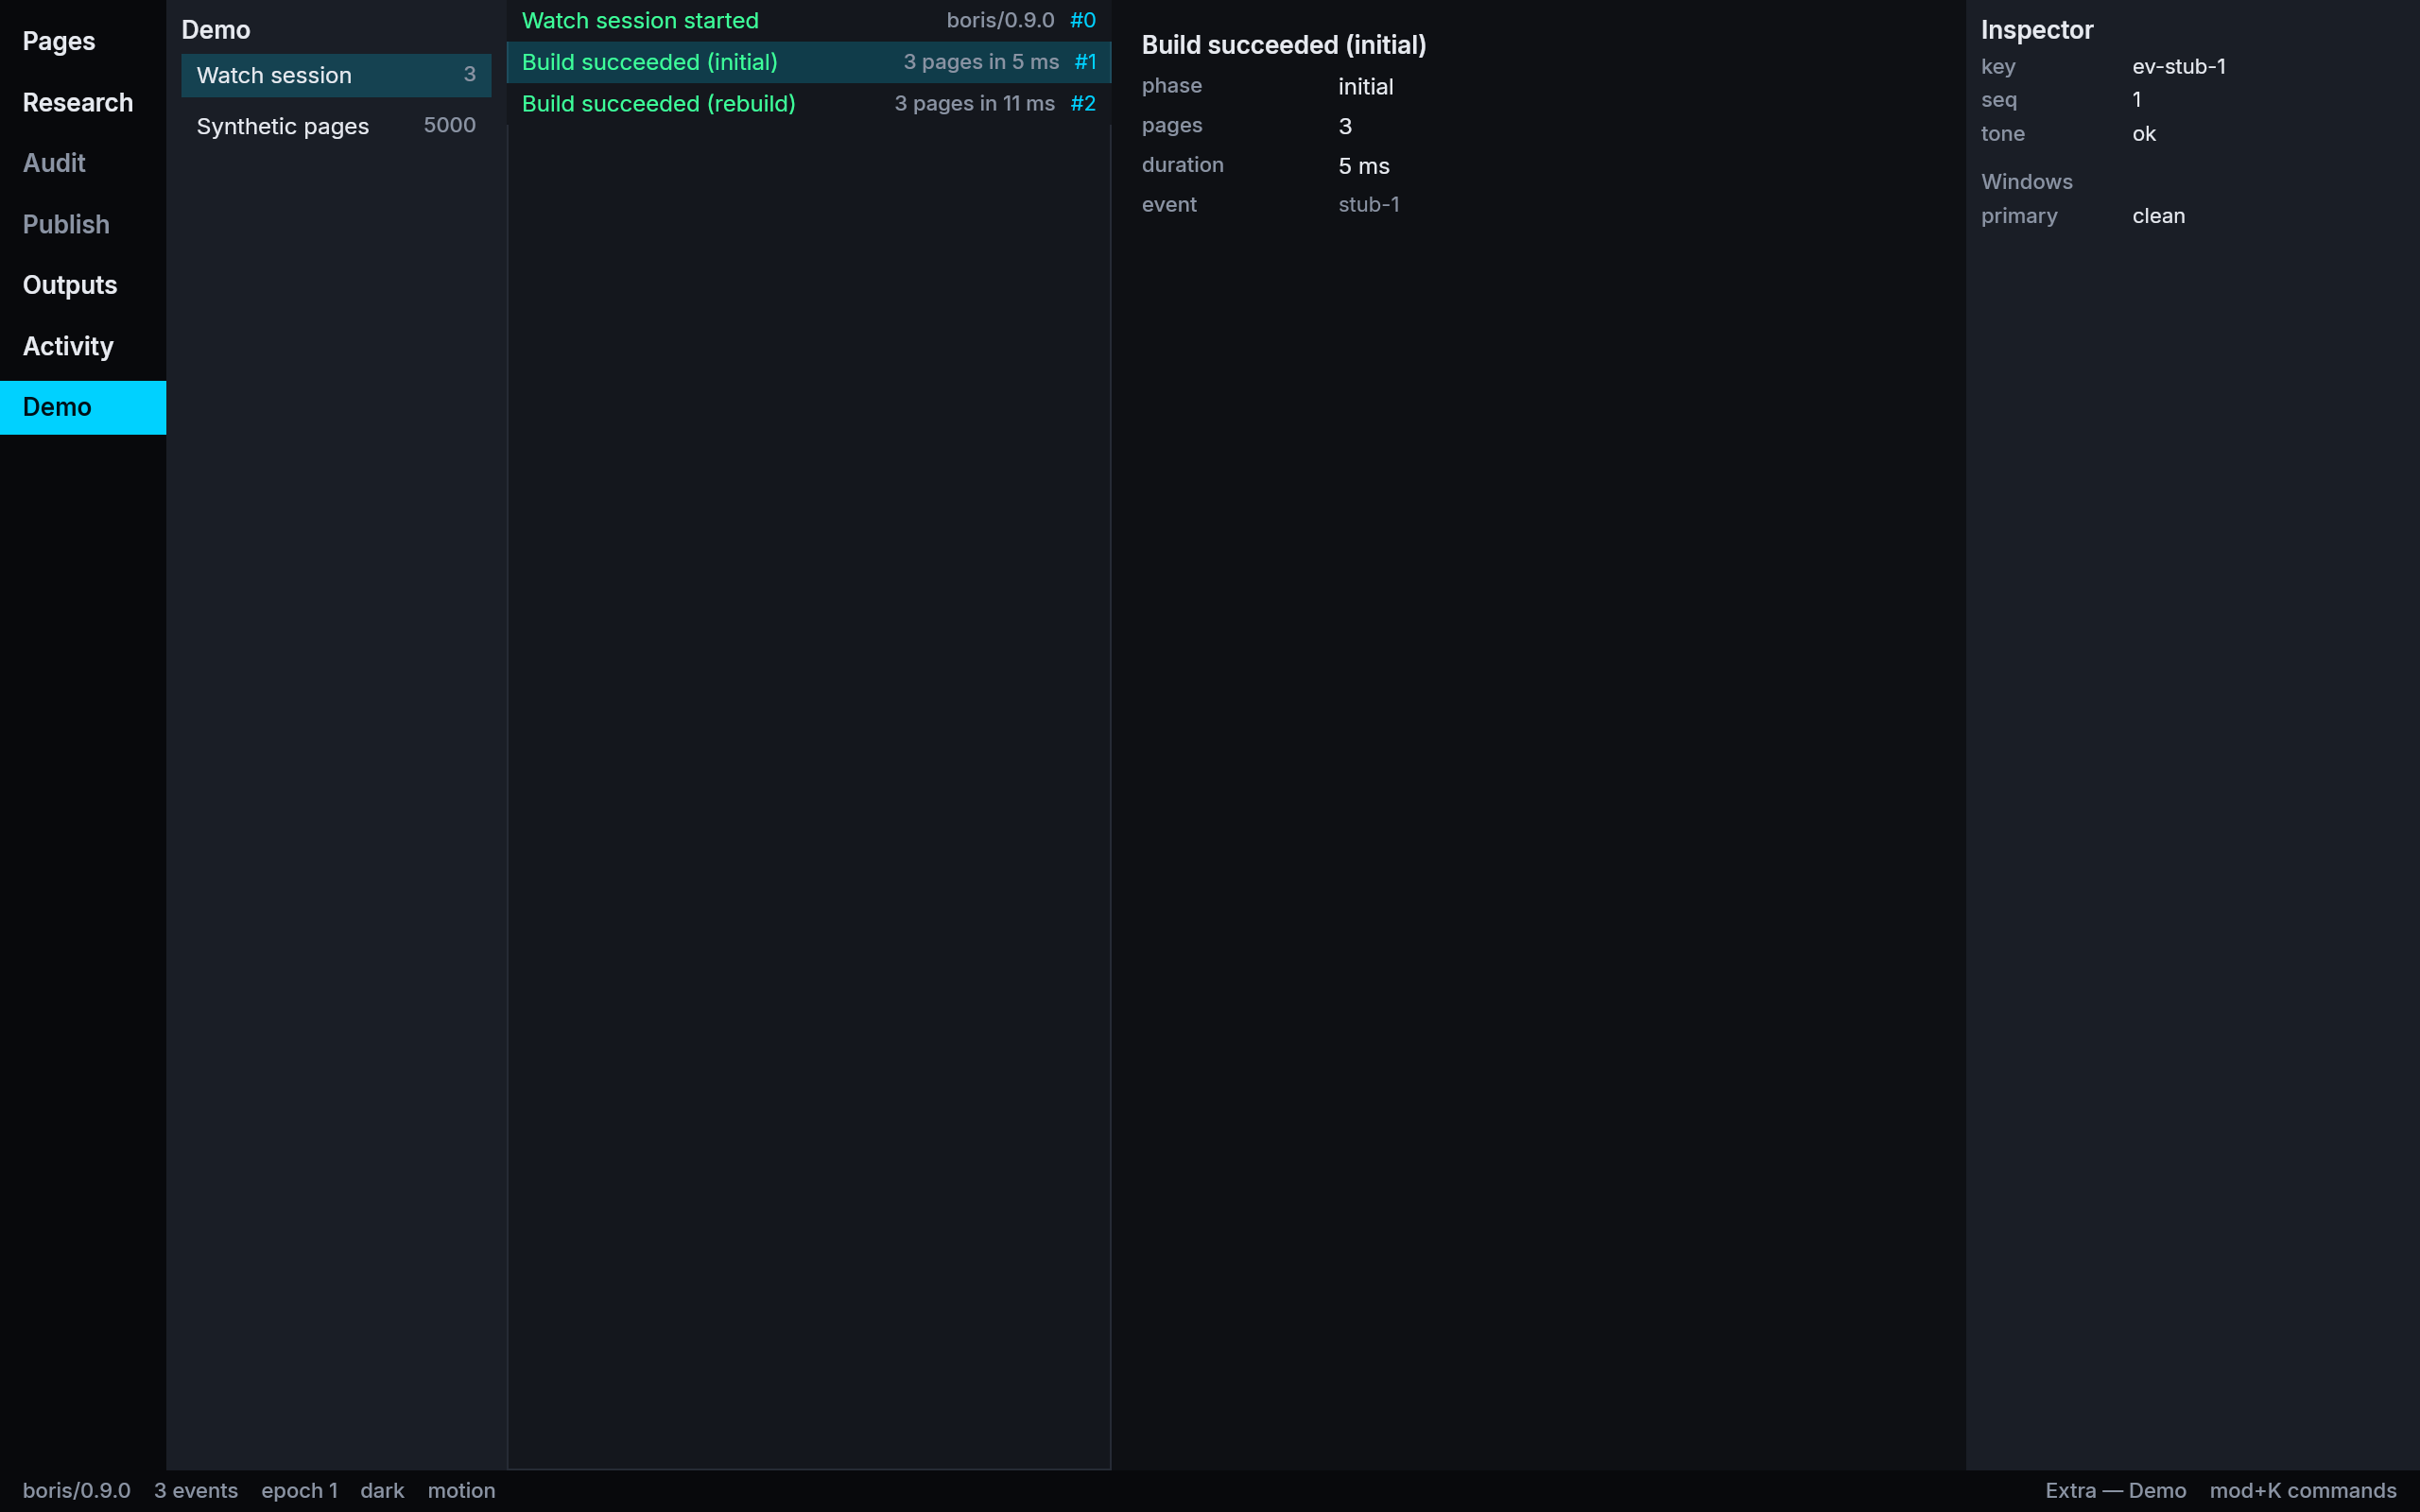 Pages
Research
Audit
Publish
Outputs
Activity
Demo
Demo
Watch session 3
Synthetic pages 5000
Watch session started boris/0.9.0 #0
Build succeeded (initial) 3 pages in 5 ms #1
Build succeeded (rebuild) 3 pages in 11 ms #2
Build succeeded (initial)
phase initial
pages 3
duration 5 ms
event stub-1
Inspector
key ev-stub-1
seq 1
tone ok
Windows
primary clean
boris/0.9.0 3 events epoch 1 dark motion
Extra — Demo mod+K commands